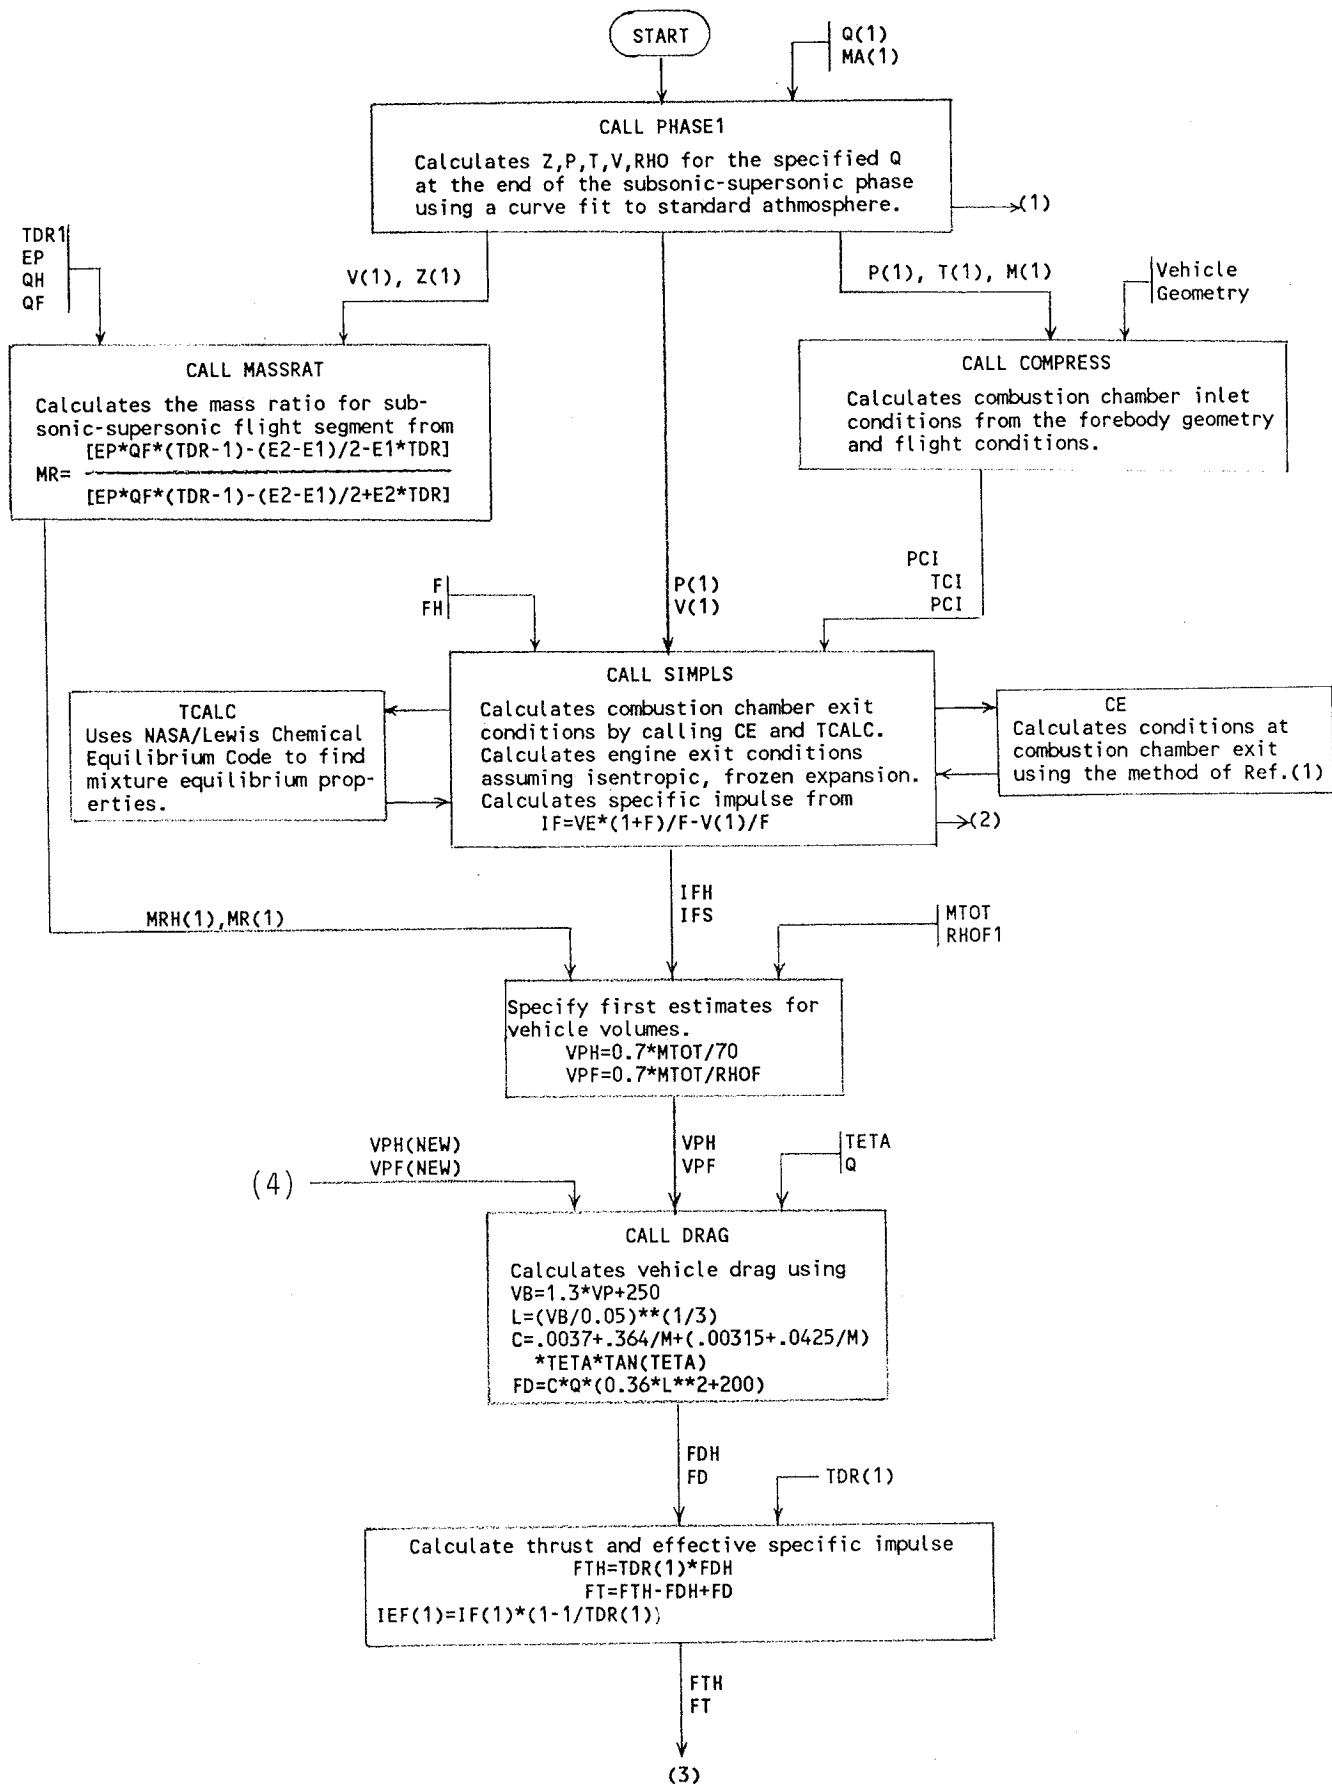 START
Q(1)
MA(1)
CALL PHASE1
Calculates Z,P,T,V,RHO for the specified Q
at the end of the subsonic-supersonic phase
using a curve fit to standard athmosphere.
(1)
TDR1
EP
QH
QF
V(1), Z(1)
P(1), T(1), M(1)
Vehicle
Geometry
CALL MASSRAT
Calculates the mass ratio for sub-
sonic-supersonic flight segment from
[EP*QF*(TDR-1)-(E2-E1)/2-E1*TDR]
MR=
[EP*QF*(TDR-1)-(E2-E1)/2+E2*TDR]
CALL COMPRESS
Calculates combustion chamber inlet
conditions from the forebody geometry
and flight conditions.
F
FH
P(1)
V(1)
PCI
TCI
PCI
CALL SIMPLS
Calculates combustion chamber exit
conditions by calling CE and TCALC.
Calculates engine exit conditions
assuming isentropic, frozen expansion.
Calculates specific impulse from
IF=VE*(1+F)/F-V(1)/F
TCALC
Uses NASA/Lewis Chemical
Equilibrium Code to find
mixture equilibrium prop-
erties.
CE
Calculates conditions at
combustion chamber exit
using the method of Ref.(1)
(2)
MRH(1),MR(1)
IFH
IFS
MTOT
RHOF1
Specify first estimates for
vehicle volumes.
VPH=0.7*MTOT/70
VPF=0.7*MTOT/RHOF
(4)
VPH(NEW)
VPF(NEW)
VPH
VPF
TETA
Q
CALL DRAG
Calculates vehicle drag using
VB=1.3*VP+250
L=(VB/0.05)**(1/3)
C=.0037+.364/M+(.00315+.0425/M)
*TETA*TAN(TETA)
FD=C*Q*(0.36*L**2+200)
FDH
FD
TDR(1)
Calculate thrust and effective specific impulse
FTH=TDR(1)*FDH
FT=FTH-FDH+FD
IEF(1)=IF(1)*(1-1/TDR(1))
FTH
FT
(3)